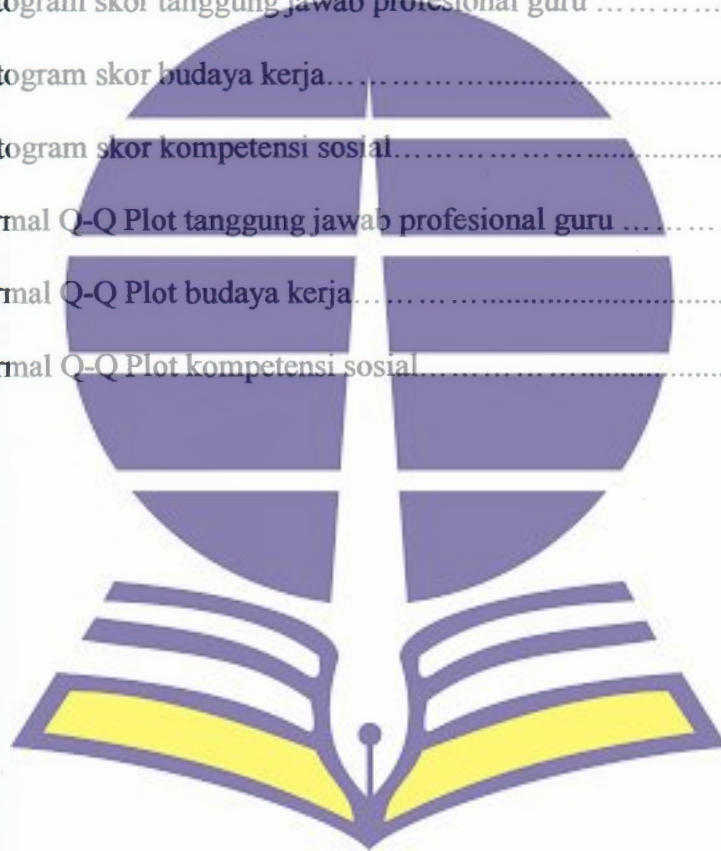 togram skor tanggung jawab profesional guru ……………
togram skor budaya kerja……………......................
togram skor kompetensi sosial…………………...............
rmal Q-Q Plot tanggung jawab profesional guru ………
rmal Q-Q Plot budaya kerja……………......................
rmal Q-Q Plot kompetensi sosial…………………...............